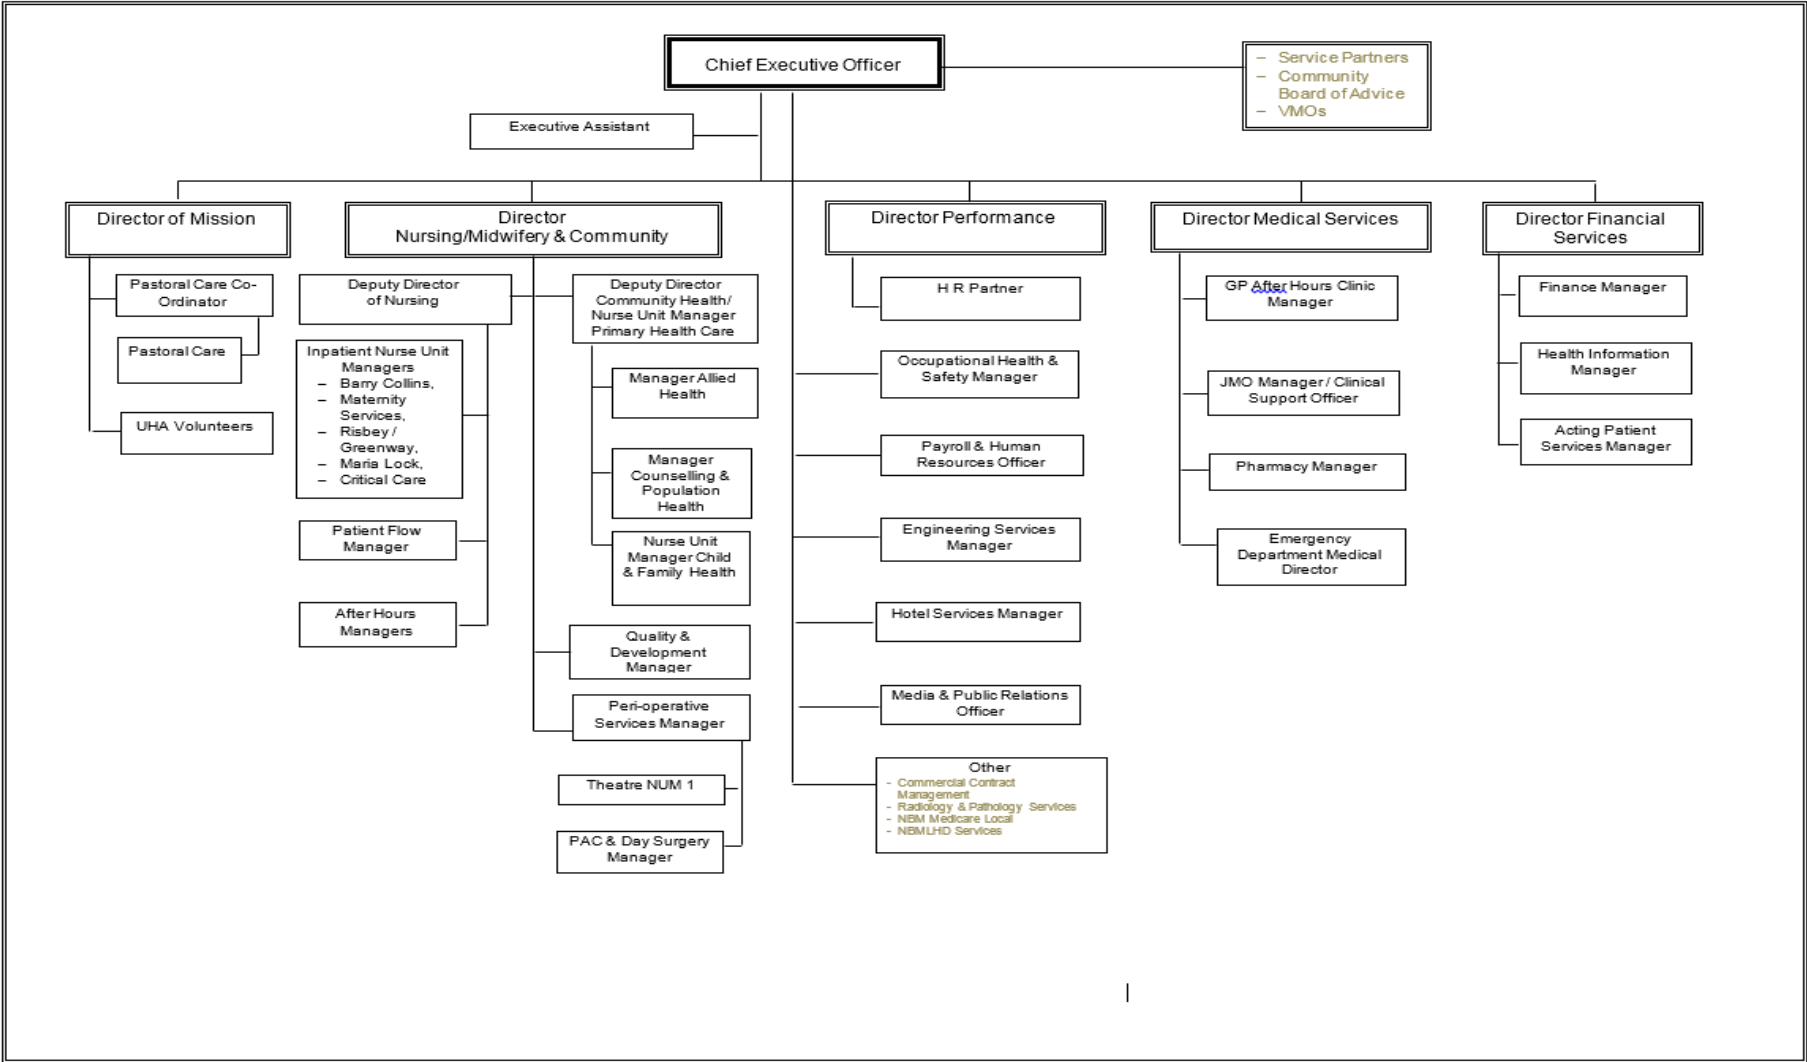 Chief Executive Officer
– Service Partners
– Community
Board of Advice
– VMOs
Executive Assistant
Director of Mission
Director
Nursing/Midwifery & Community
Director Performance
Director Medical Services
Director Financial
Services
Pastoral Care Co-
Ordinator
Pastoral Care
UHA Volunteers
Deputy Director
of Nursing
Inpatient Nurse Unit
Managers
– Barry Collins,
– Maternity
Services,
– Risbey /
Greenway,
– Maria Lock,
– Critical Care
Patient Flow
Manager
After Hours
Managers
Deputy Director
Community Health/
Nurse Unit Manager
Primary Health Care
Manager Allied
Health
Manager
Counselling &
Population
Health
Nurse Unit
Manager Child
& Family Health
Quality &
Development
Manager
Peri-operative
Services Manager
Theatre NUM 1
PAC & Day Surgery
Manager
H R Partner
Occupational Health &
Safety Manager
Payroll & Human
Resources Officer
Engineering Services
Manager
Hotel Services Manager
Media & Public Relations
Officer
Other
- Commercial Contract
Management
- Radiology & Pathology Services
- NBM Medicare Local
- NBMLHD Services
GP After Hours Clinic
Manager
JMO Manager / Clinical
Support Officer
Pharmacy Manager
Emergency
Department Medical
Director
Finance Manager
Health Information
Manager
Acting Patient
Services Manager